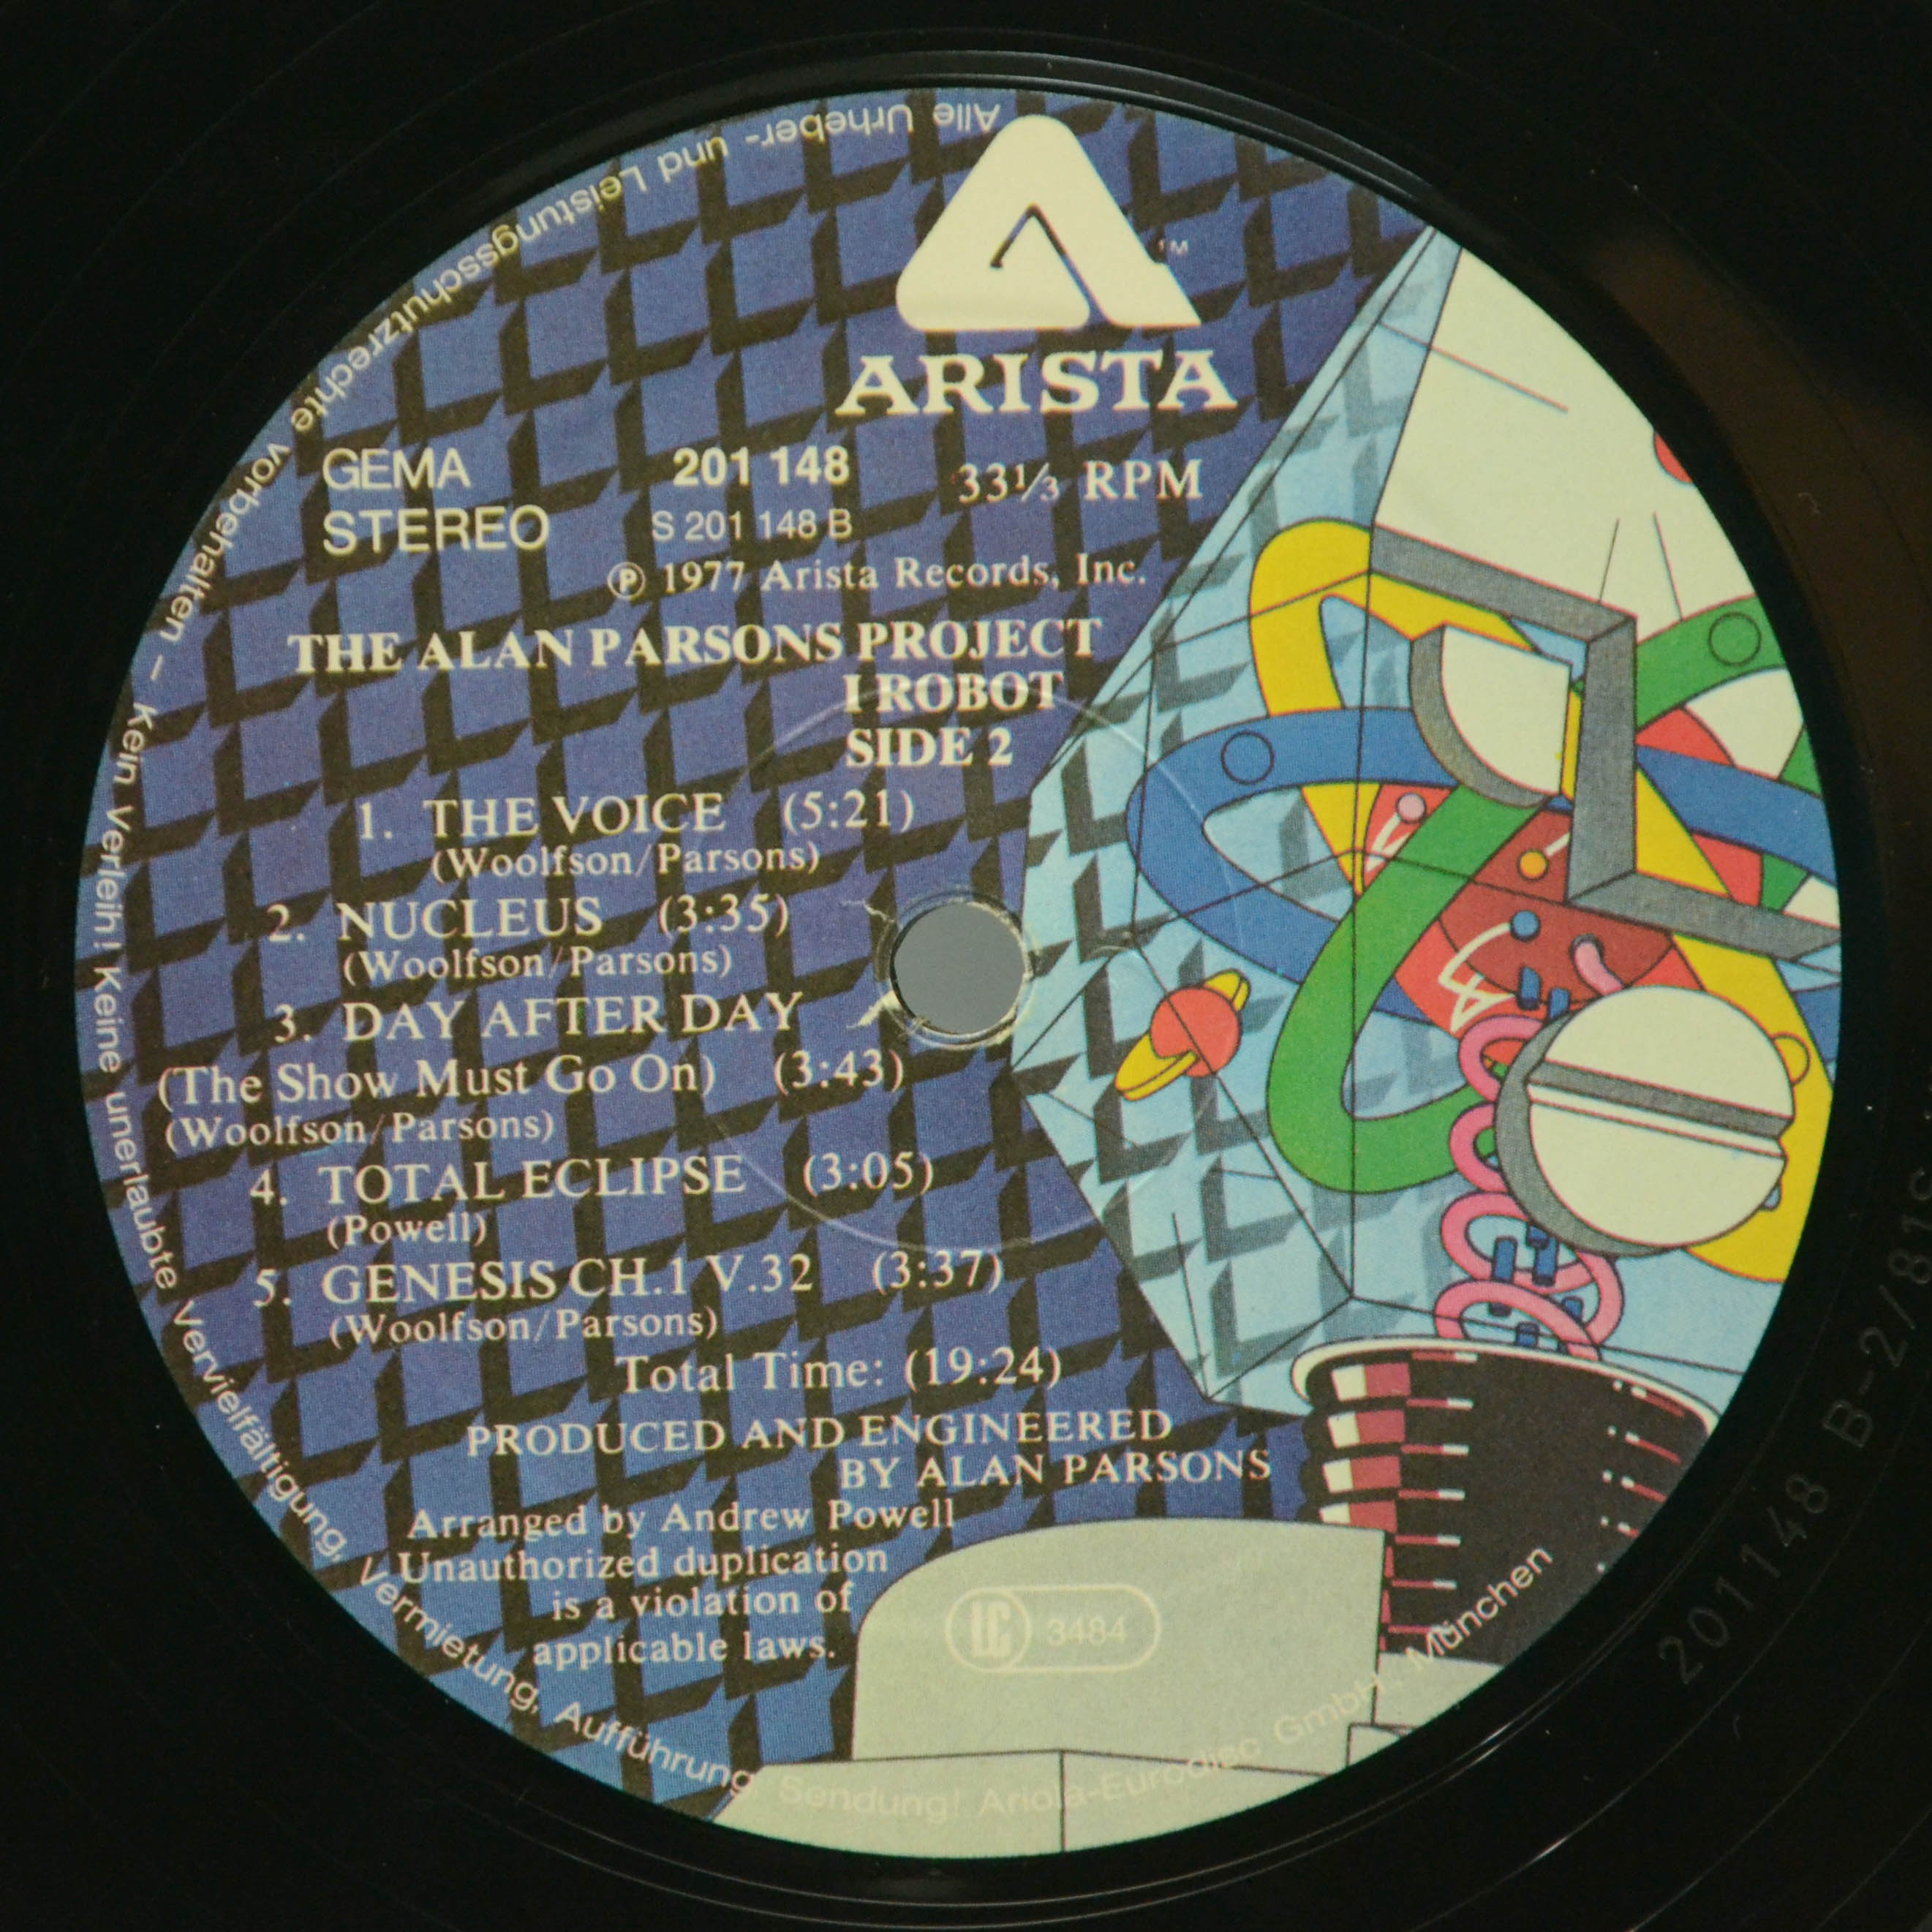 ARISTA
TM
GEMA 201 148 33⅓ RPM
STEREO S 201 148 B
℗ 1977 Arista Records, Inc.
THE ALAN PARSONS PROJECT
I ROBOT
SIDE 2
1. THE VOICE (5:21)
(Woolfson/Parsons)
2. NUCLEUS (3:35)
(Woolfson/Parsons)
3. DAY AFTER DAY
(The Show Must Go On) (3:43)
(Woolfson/Parsons)
4. TOTAL ECLIPSE (3:05)
(Powell)
5. GENESIS CH.1 V.32 (3:37)
(Woolfson/Parsons)
Total Time: (19:24)
PRODUCED AND ENGINEERED
BY ALAN PARSONS
Arranged by Andrew Powell
Unauthorized duplication
is a violation of
applicable laws.
LC 3484
Alle Urheber- und Leistungsschutzrechte vorbehalten – Kein Verleih! Keine unerlaubte Vervielfältigung, Vermietung, Aufführung, Sendung! Ariola-Eurodisc GmbH, München
201148 B-2/81